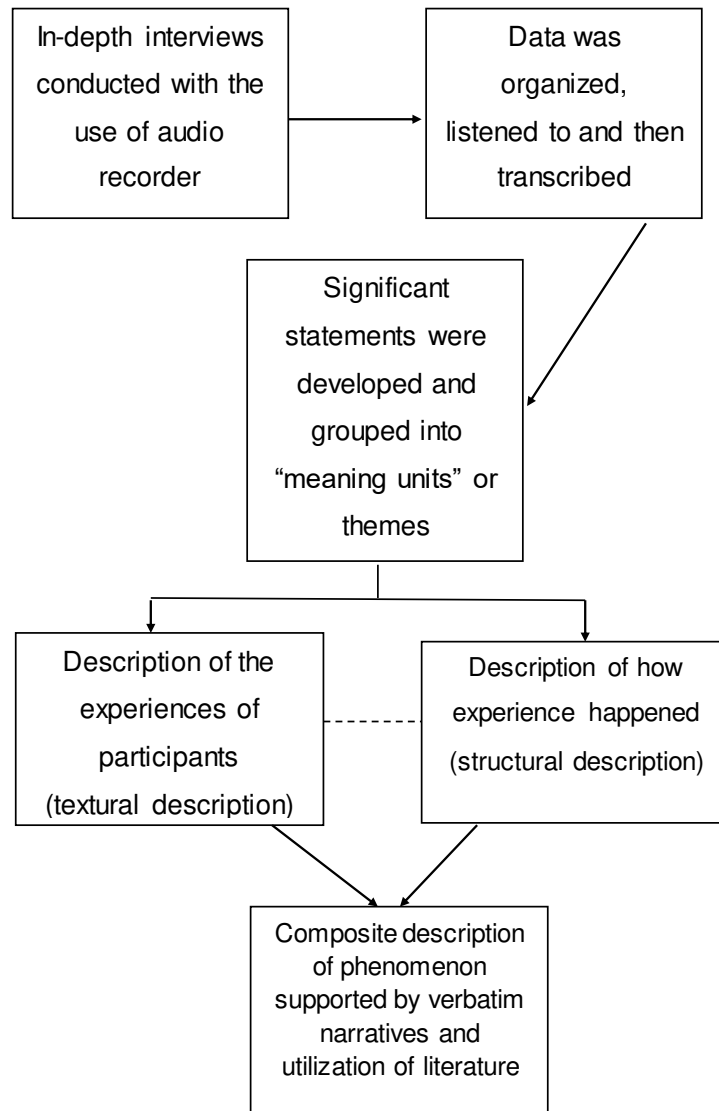 In-depth interviews
conducted with the
use of audio
recorder
Data was
organized,
listened to and then
transcribed
Significant
statements were
developed and
grouped into
“meaning units” or
themes
Description of the
experiences of
participants
(textural description)
Description of how
experience happened
(structural description)
Composite description
of phenomenon
supported by verbatim
narratives and
utilization of literature